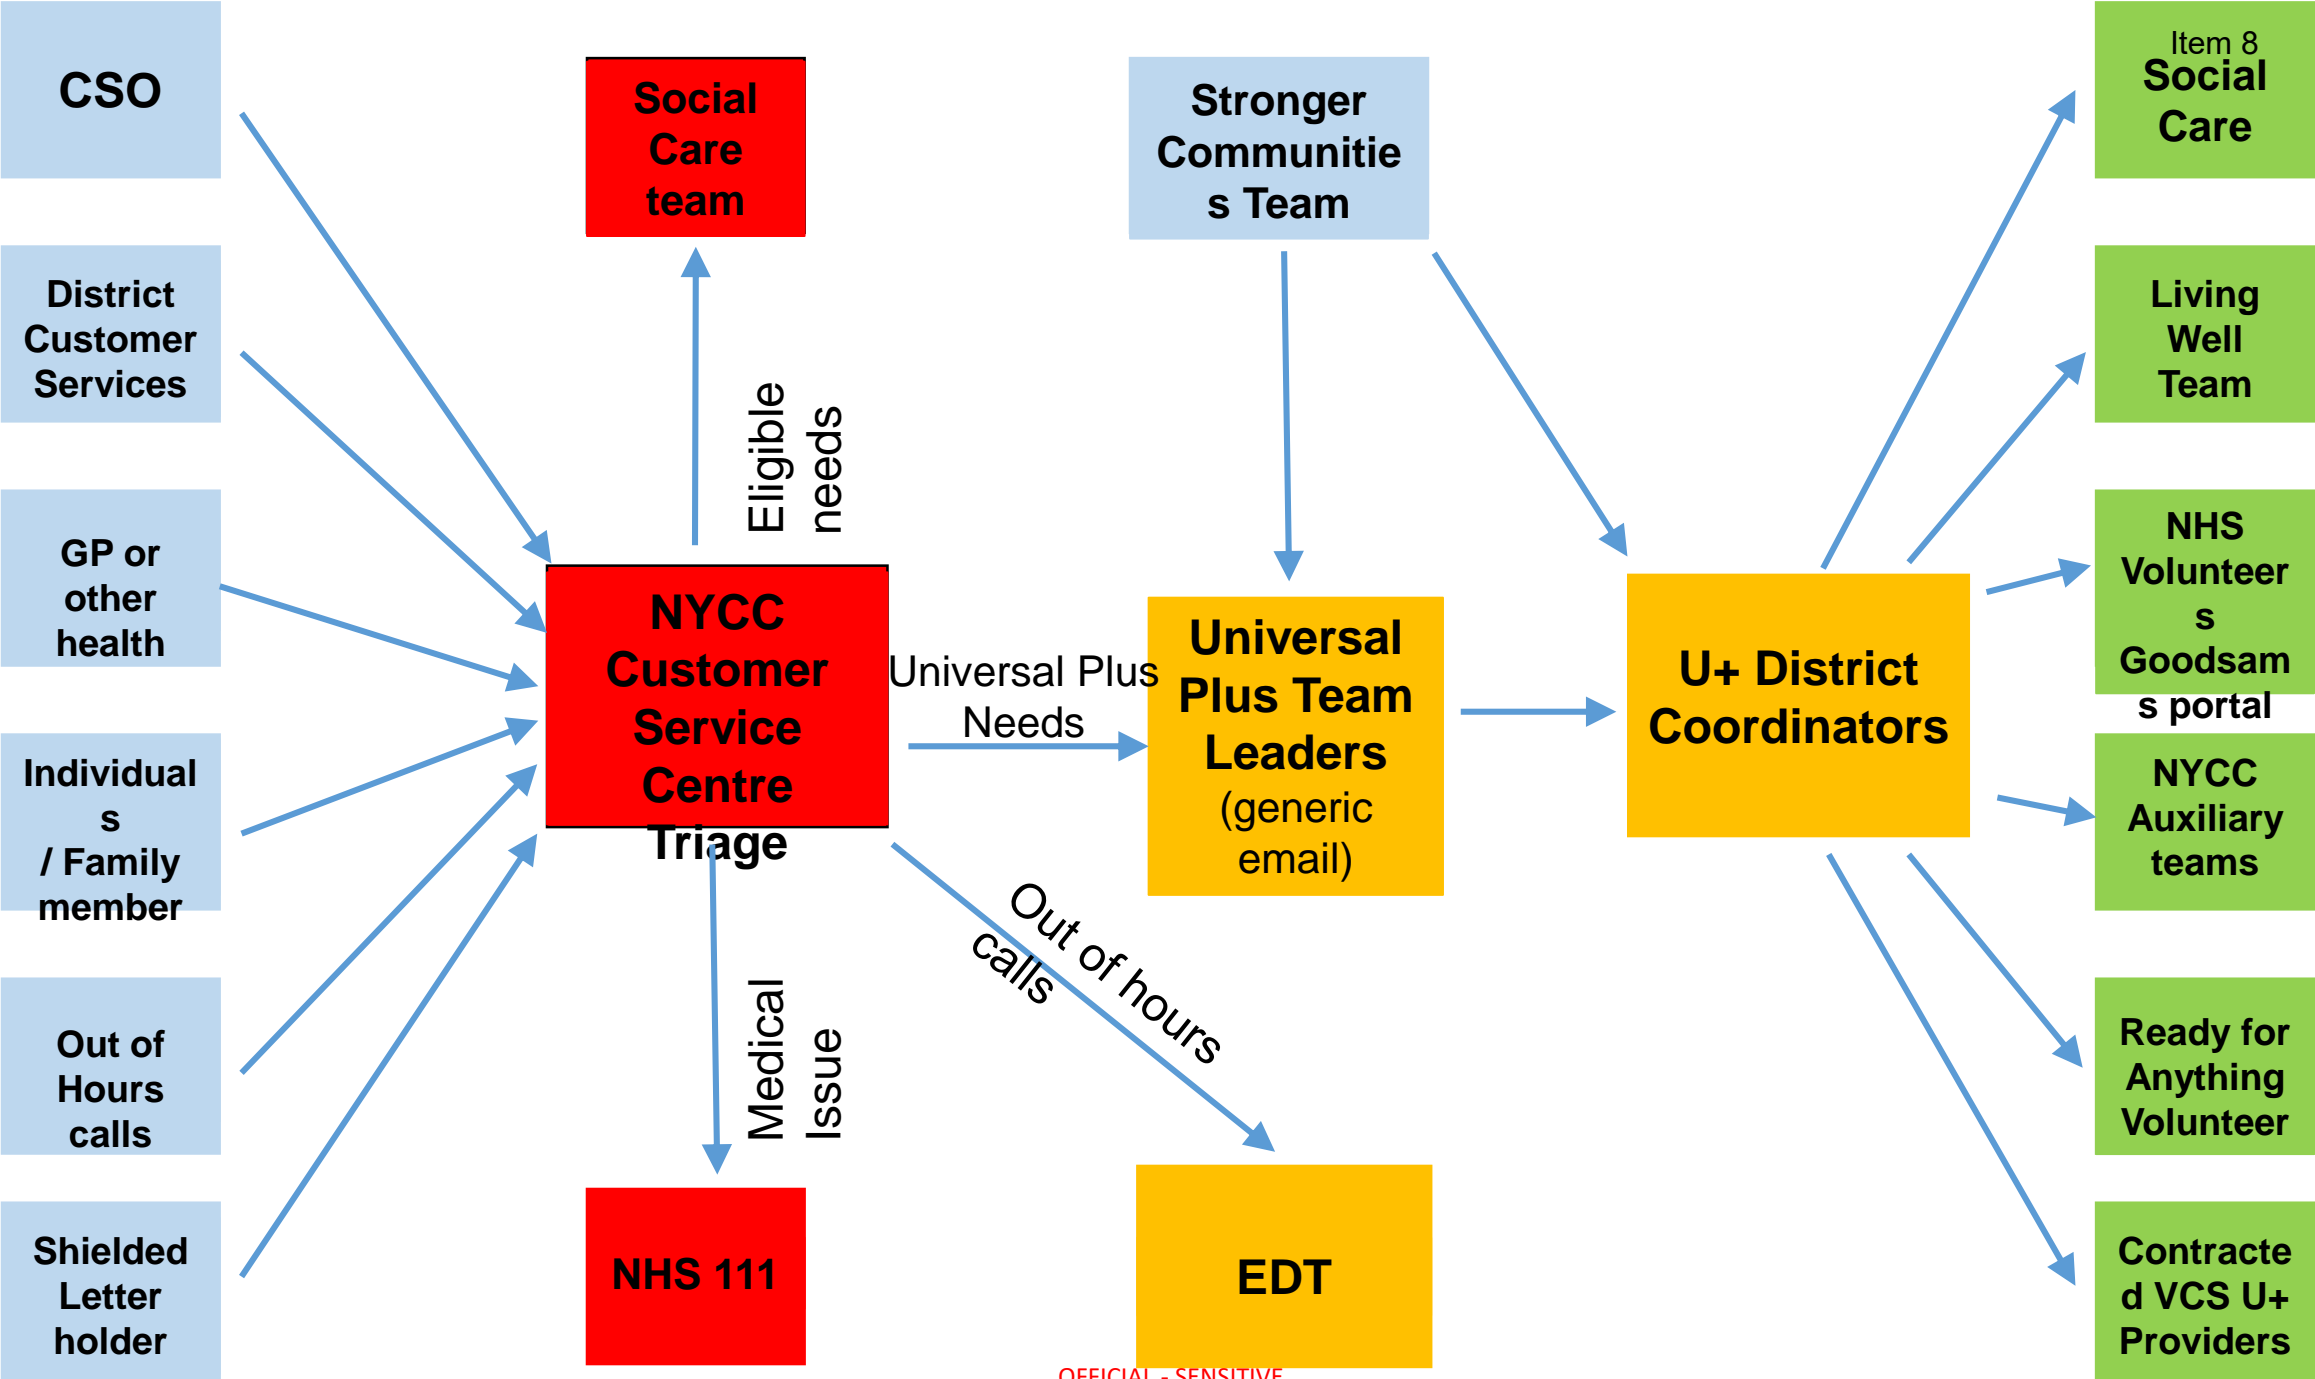 CSO
District
Customer
Services
GP or
other
health
Individual
s
/ Family
member
Out of
Hours
calls
Shielded
Letter
holder
Social
Care
team
Eligible
needs
NYCC
Customer
Service
Centre
Triage
Medical
Issue
NHS 111
Universal Plus
Needs
Out of hours
calls
Stronger
Communitie
s Team
Universal
Plus Team
Leaders
(generic
email)
EDT
U+ District
Coordinators
Item 8
Social
Care
Living
Well
Team
NHS
Volunteer
s
Goodsam
s portal
NYCC
Auxiliary
teams
Ready for
Anything
Volunteer
Contracte
d VCS U+
Providers
OFFICIAL - SENSITIVE